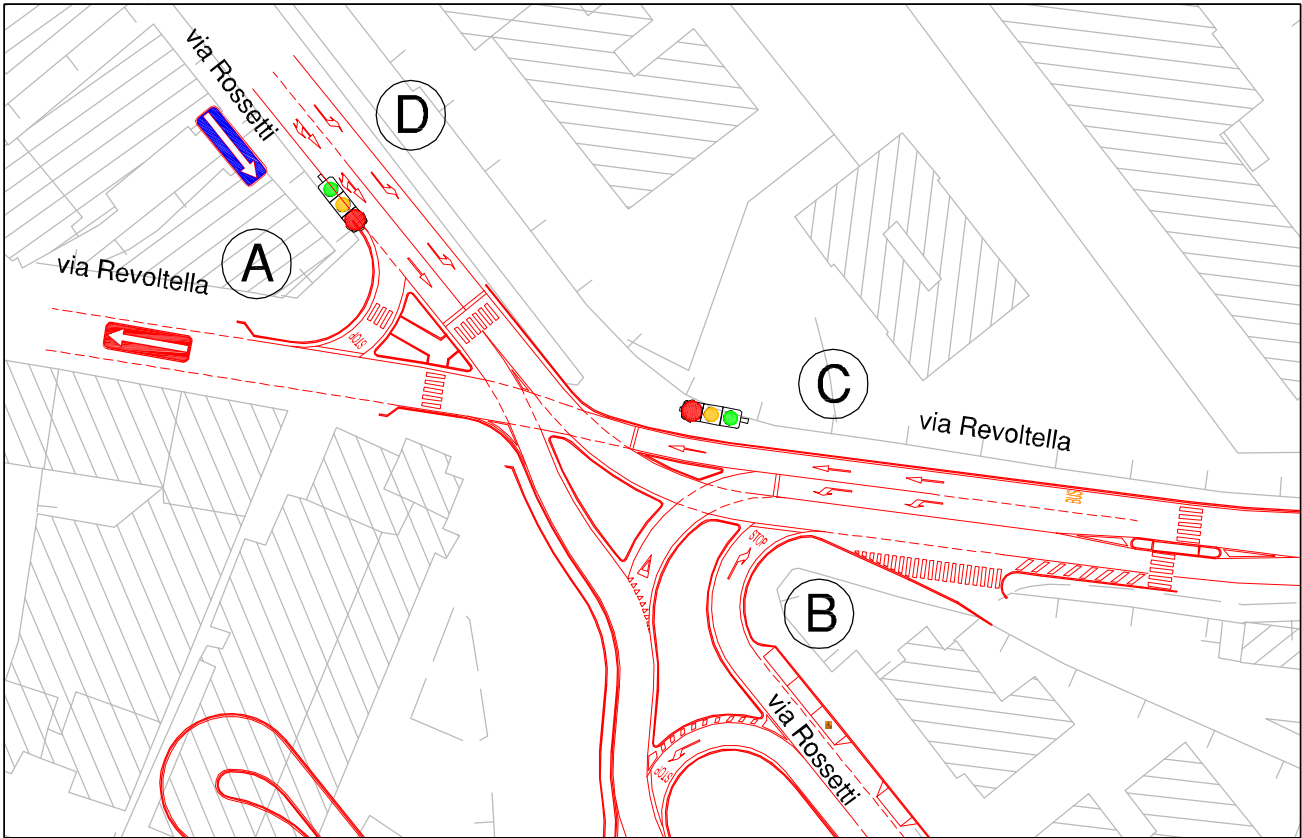 via Rossetti
D
A
via Revoltella
STOP
C
via Revoltella
BUS
STOP
B
via Rossetti
STOP